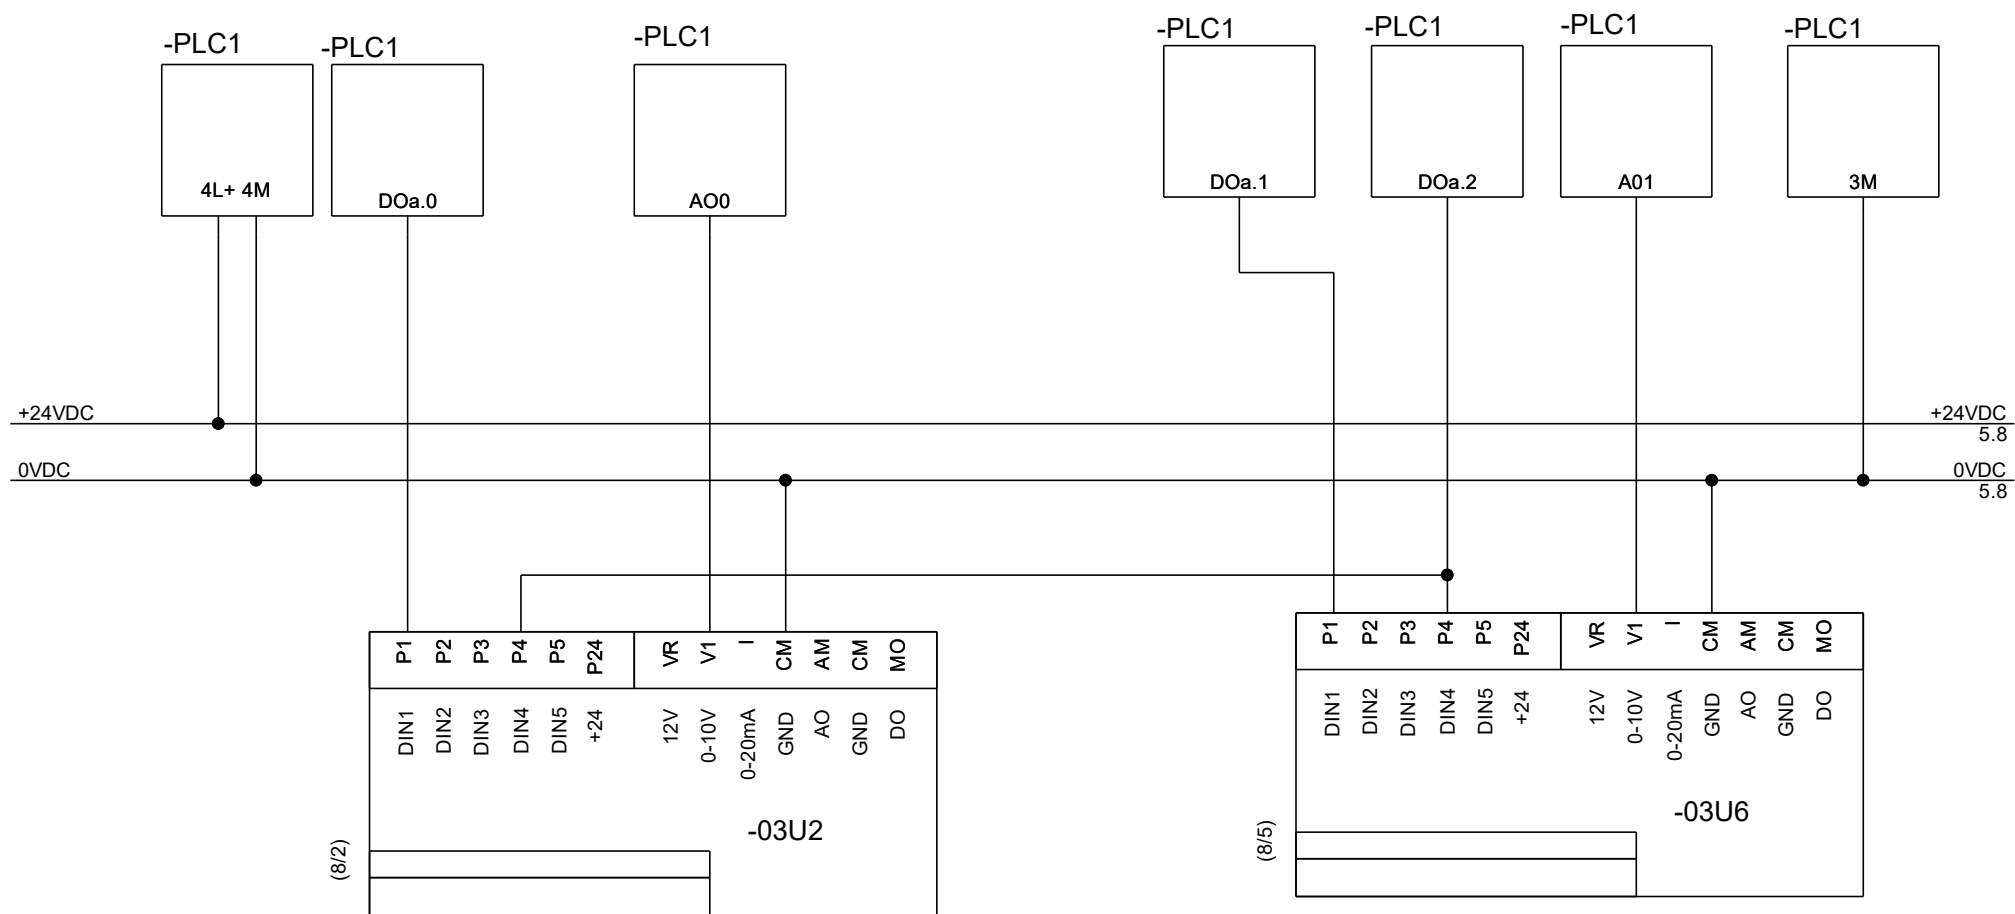 -PLC1
-PLC1
-PLC1
-PLC1
-PLC1
-PLC1
-PLC1
4L+ 4M
DOa.0
AO0
DOa.1
DOa.2
A01
3M
+24VDC
+24VDC
5.8
0VDC
0VDC
5.8
P1 P2 P3 P4 P5 P24 VR V1 I CM AM CM MO
DIN1 DIN2 DIN3 DIN4 DIN5 +24 12V 0-10V 0-20mA GND AO GND DO
-03U2
(8/2)
P1 P2 P3 P4 P5 P24 VR V1 I CM AM CM MO
DIN1 DIN2 DIN3 DIN4 DIN5 +24 12V 0-10V 0-20mA GND AO GND DO
-03U6
(8/5)